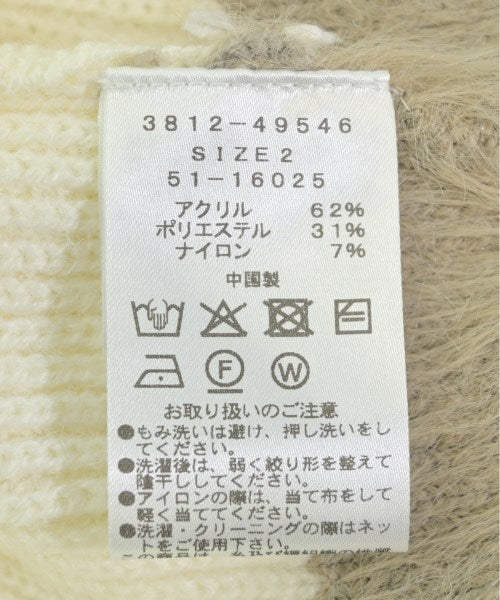 3812-49546
SIZE2
51-16025
アクリル 62%
ポリエステル 31%
ナイロン 7%
中国製
F W
お取り扱いのご注意
●もみ洗いは避け、押し洗いをし
てください。
●洗濯後は、弱く絞り形を整えて
陰干ししてください。
●アイロンの際は、当て布をして
軽く当ててください。
●洗濯・クリーニングの際はネッ
トをご使用下さい。
この商品は、